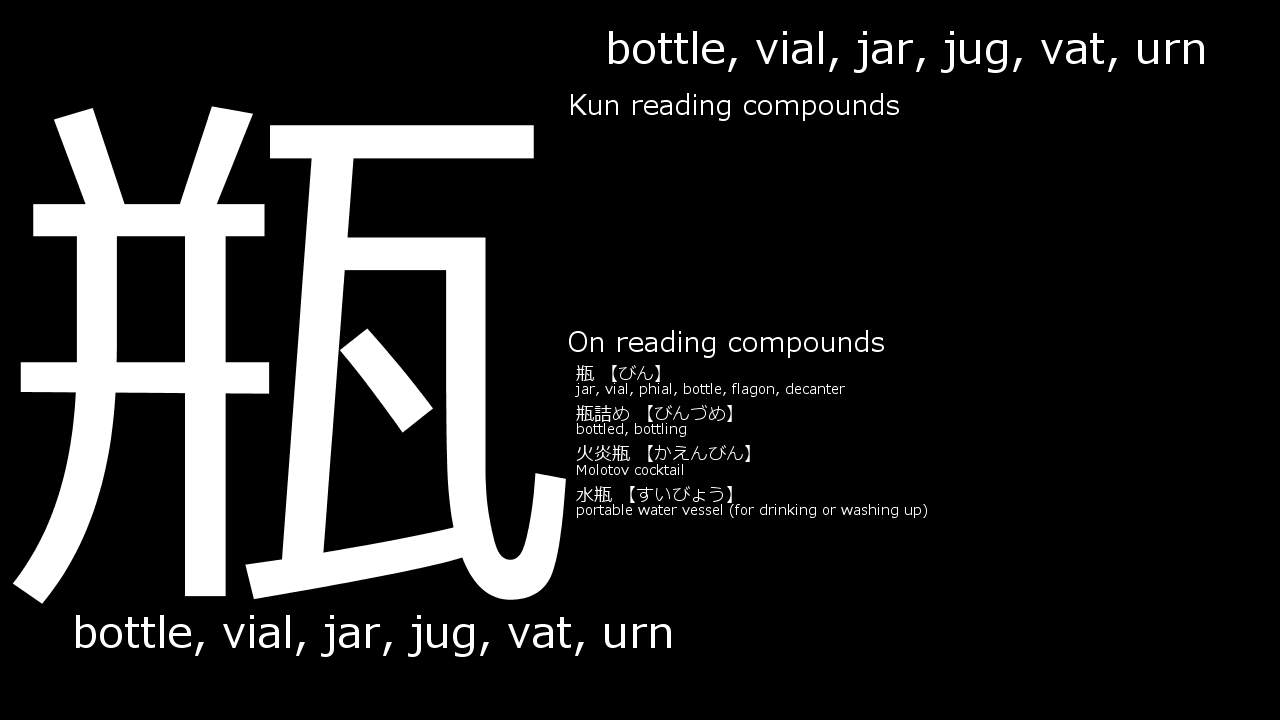 瓶
bottle, vial, jar, jug, vat, urn
bottle, vial, jar, jug, vat, urn
Kun reading compounds
On reading compounds
瓶 【びん】
jar, vial, phial, bottle, flagon, decanter
瓶詰め 【びんづめ】
bottled, bottling
火炎瓶 【かえんびん】
Molotov cocktail
水瓶 【すいびょう】
portable water vessel (for drinking or washing up)